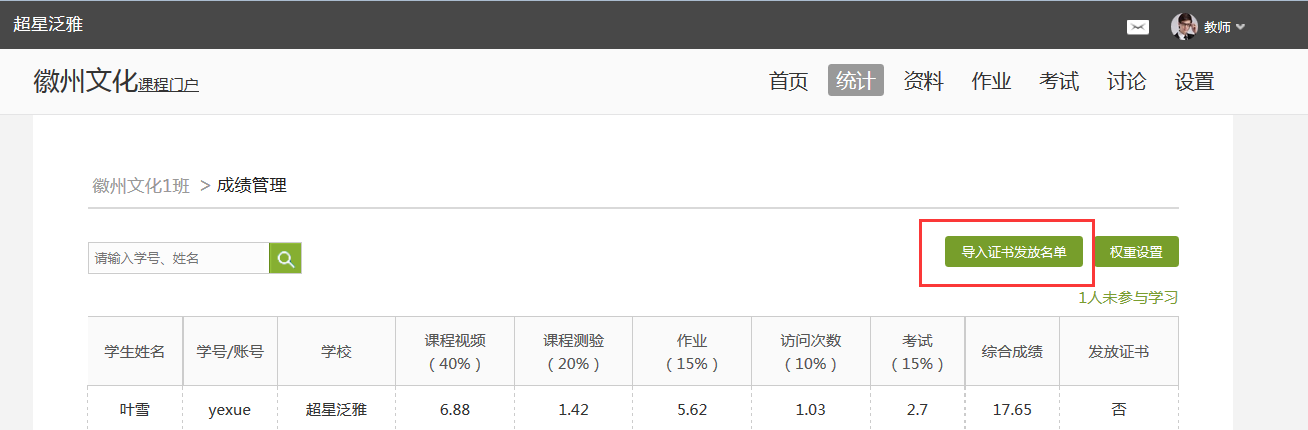 超星泛雅
教师
徽州文化课程门户
首页 统计 资料 作业 考试 讨论 设置
徽州文化1班 > 成绩管理
请输入学号、姓名
导入证书发放名单 权重设置
1人未参与学习
学生姓名 学号/账号 学校 课程视频（40%） 课程测验（20%） 作业（15%） 访问次数（10%） 考试（15%） 综合成绩 发放证书
叶雪 yexue 超星泛雅 6.88 1.42 5.62 1.03 2.7 17.65 否